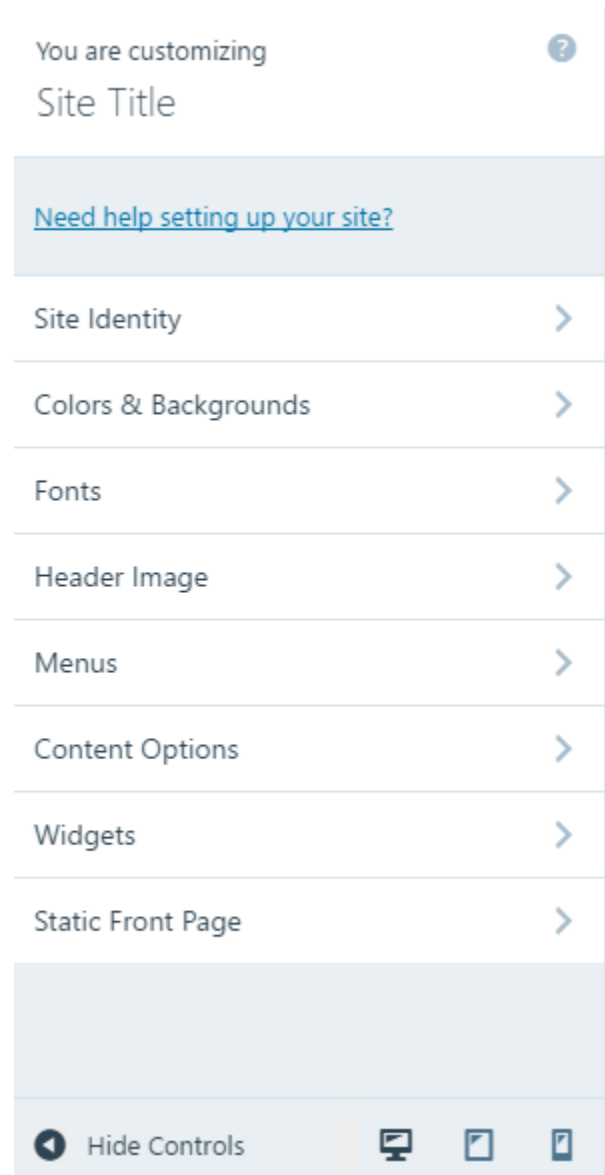 You are customizing
?
Site Title
Need help setting up your site?
Site Identity
Colors & Backgrounds
Fonts
Header Image
Menus
Content Options
Widgets
Static Front Page
Hide Controls